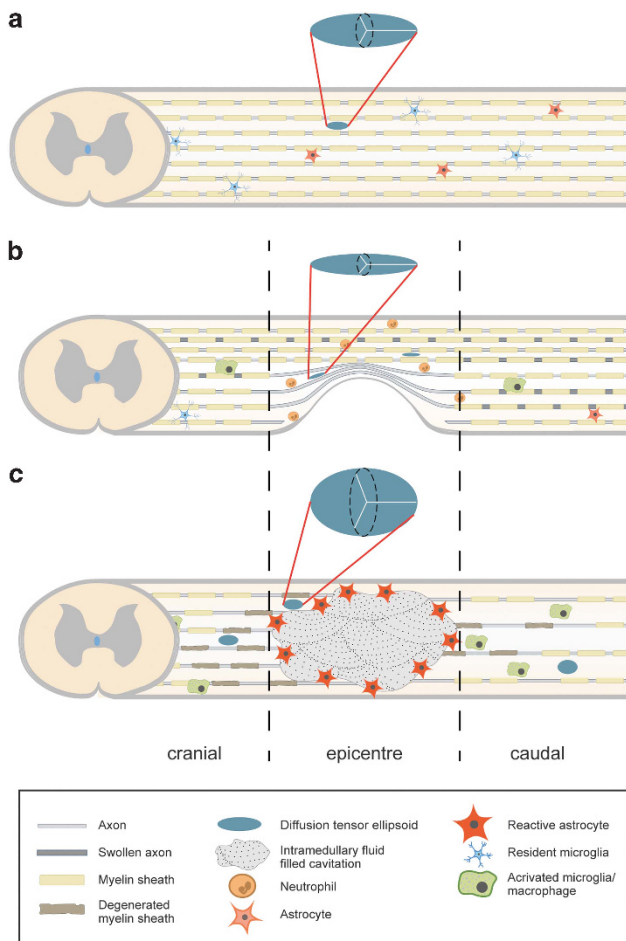 a
b
c
cranial
epicentre
caudal
Axon
Swollen axon
Myelin sheath
Degenerated
myelin sheath
Diffusion tensor ellipsoid
Intramedullary fluid
filled cavitation
Neutrophil
Astrocyte
Reactive astrocyte
Resident microglia
Acrivated microglia/
macrophage